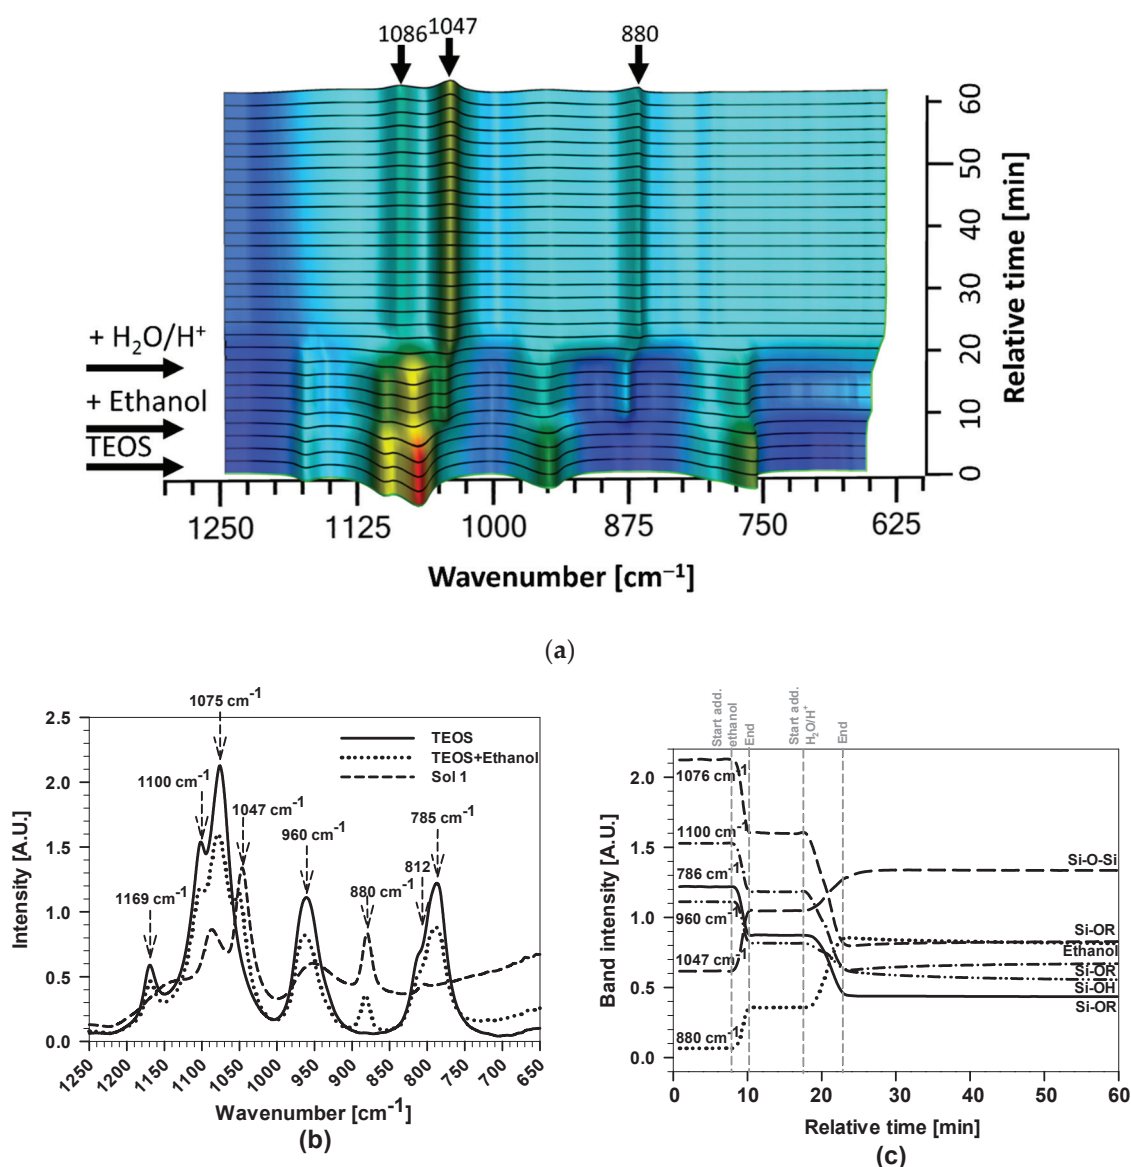 1086 1047 880
60
50
40
30
20
10
0
Relative time [min]
+ H₂O/H⁺
+ Ethanol
TEOS
1250 1125 1000 875 750 625
Wavenumber [cm⁻¹]
(a)
1075 cm⁻¹
2.5
2.0
1.5
1.0
0.5
0.0
Intensity [A.U.]
TEOS
TEOS+Ethanol
Sol 1
1100 cm⁻¹
1047 cm⁻¹
960 cm⁻¹
785 cm⁻¹
812
1169 cm⁻¹
880 cm⁻¹
1250 1200 1150 1100 1050 1000 950 900 850 800 750 700 650
Wavenumber [cm⁻¹]
(b)
Start add.
ethanol
End
Start add.
H₂O/H⁺
End
2.0
1.5
1.0
0.5
0.0
Band intensity [A.U.]
1076 cm⁻¹
1100 cm⁻¹
786 cm⁻¹
960 cm⁻¹
1047 cm⁻¹
880 cm⁻¹
Si-O-Si
Si-OR
Ethanol
Si-OR
Si-OH
Si-OR
0 10 20 30 40 50 60
Relative time [min]
(c)